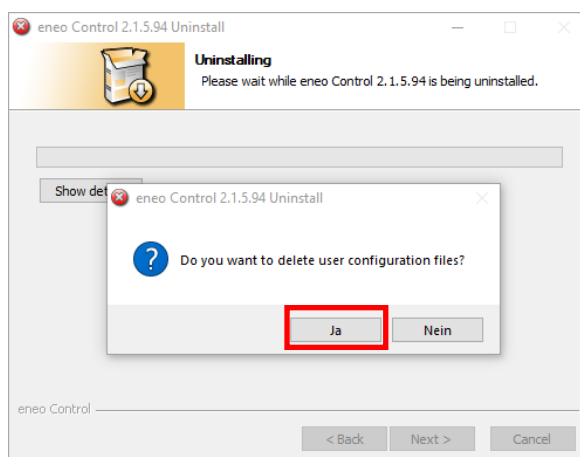 eneo Control 2.1.5.94 Uninstall
Uninstalling
Please wait while eneo Control 2.1.5.94 is being uninstalled.
Show det
eneo Control 2.1.5.94 Uninstall
Do you want to delete user configuration files?
Ja Nein
eneo Control
< Back Next > Cancel